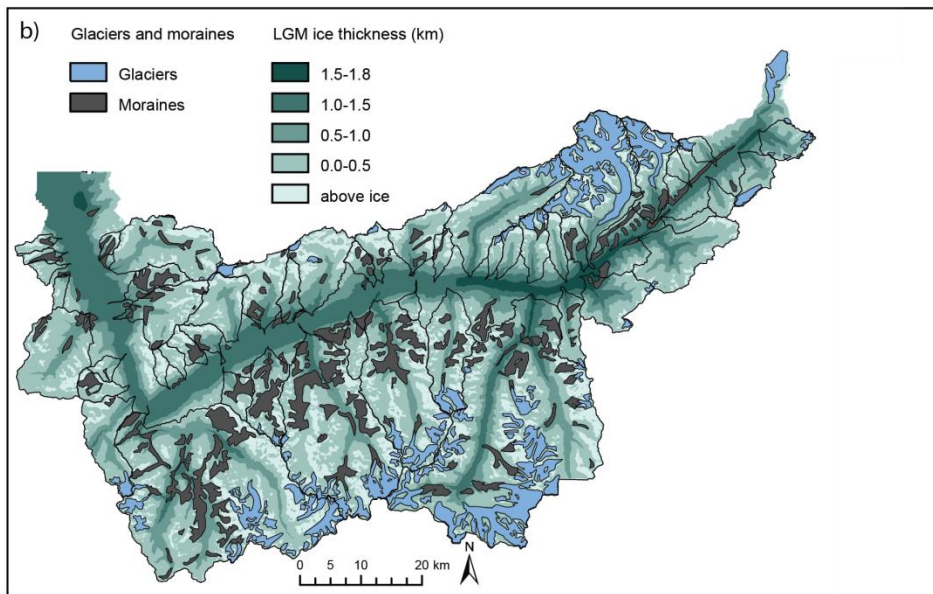 b)
Glaciers and moraines
Glaciers
Moraines
LGM ice thickness (km)
1.5-1.8
1.0-1.5
0.5-1.0
0.0-0.5
above ice
0 5 10 20 km
N